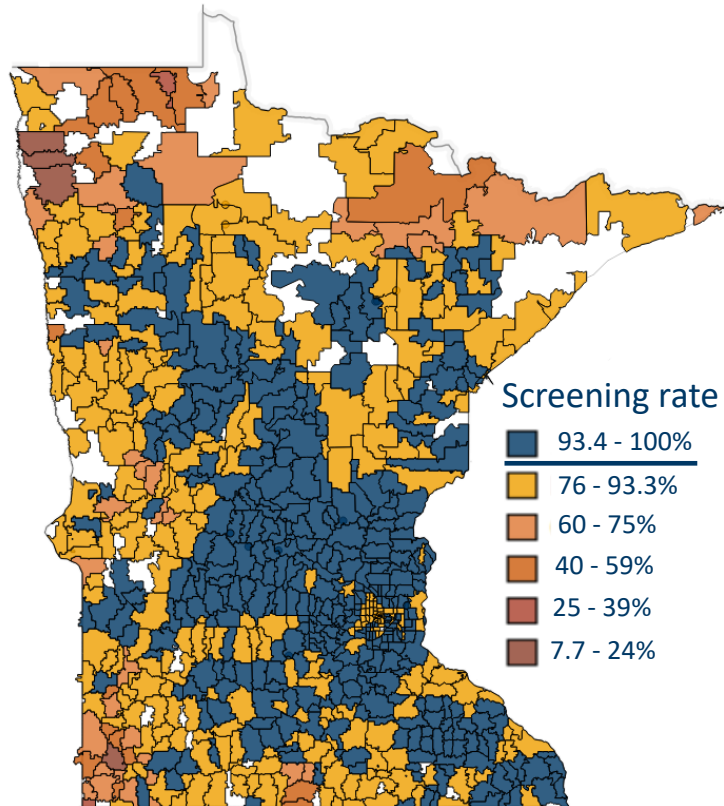 Screening rate
93.4 - 100%
76 - 93.3%
60 - 75%
40 - 59%
25 - 39%
7.7 - 24%